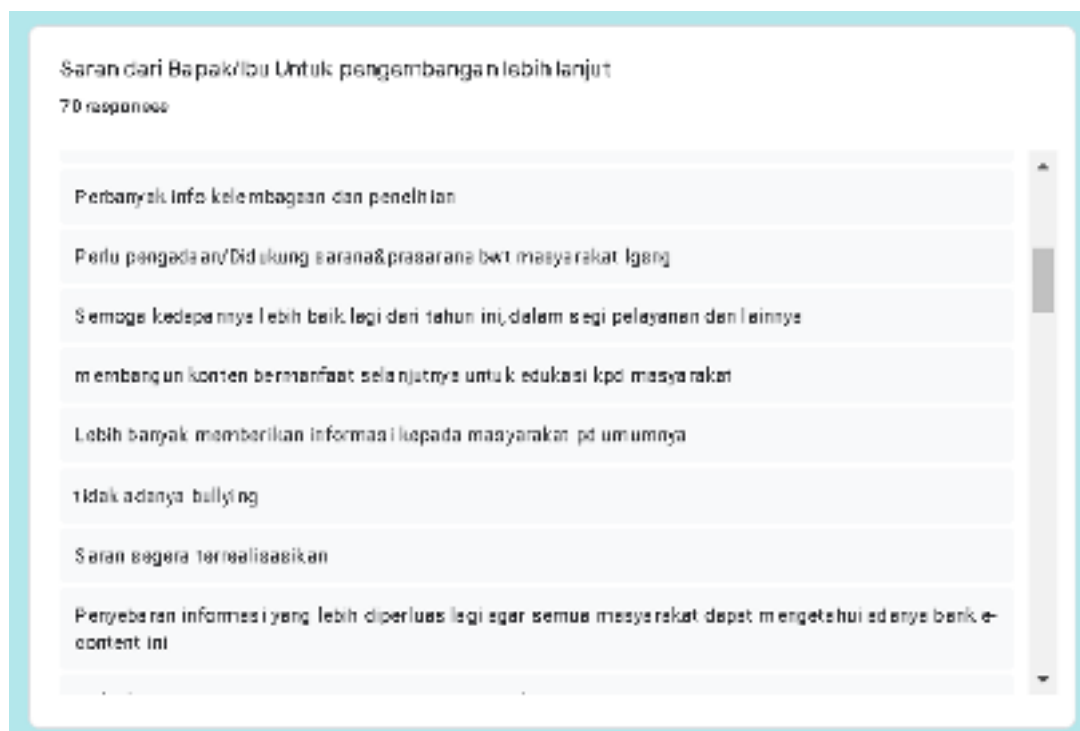 Saran dari Bapak/Ibu Untuk pengembangan lebih lanjut
70 responses
Perbanyak info kelembagaan dan penelitian
Perlu pengadaan/Didukung sarana&prasarana bwt masyarakat lgsng
Semoga kedepannya lebih baik lagi dari tahun ini, dalam segi pelayanan dan lainnya
membangun konten bermanfaat selanjutnya untuk edukasi kpd masyarakat
Lebih banyak memberikan informasi kepada masyarakat pd umumnya
tidak adanya bullying
Saran segera terrealisasikan
Penyebaran informasi yang lebih diperluas lagi agar semua masyarakat dapat mengetahui adanya bank e-
content ini